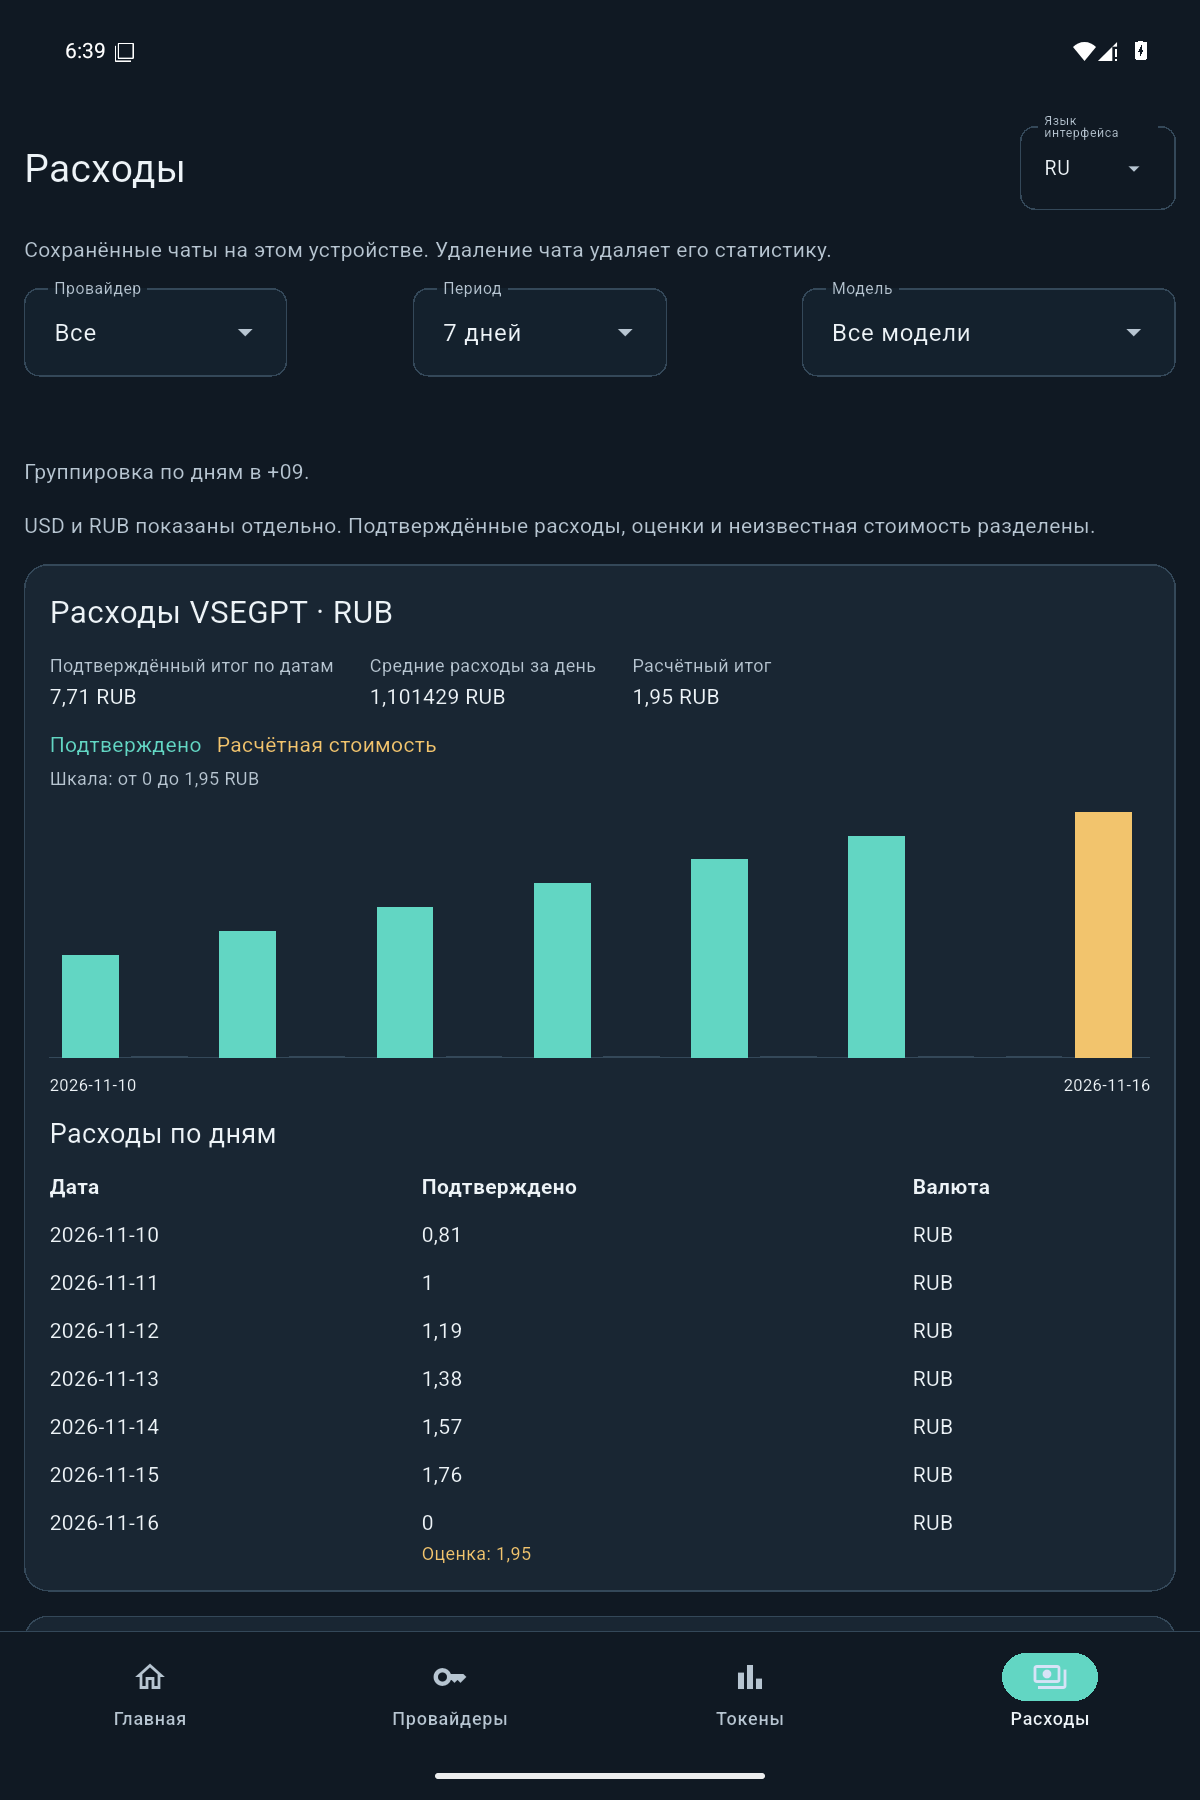 6:39
Расходы
Язык
интерфейса
RU
Сохранённые чаты на этом устройстве. Удаление чата удаляет его статистику.
Провайдер
Все
Период
7 дней
Модель
Все модели
Группировка по дням в +09.
USD и RUB показаны отдельно. Подтверждённые расходы, оценки и неизвестная стоимость разделены.
Расходы VSEGPT · RUB
Подтверждённый итог по датам
7,71 RUB
Средние расходы за день
1,101429 RUB
Расчётный итог
1,95 RUB
Подтверждено Расчётная стоимость
Шкала: от 0 до 1,95 RUB
2026-11-10 2026-11-16
Расходы по дням
Дата Подтверждено Валюта
2026-11-10 0,81 RUB
2026-11-11 1 RUB
2026-11-12 1,19 RUB
2026-11-13 1,38 RUB
2026-11-14 1,57 RUB
2026-11-15 1,76 RUB
2026-11-16 0 RUB
Оценка: 1,95
Главная Провайдеры Токены Расходы